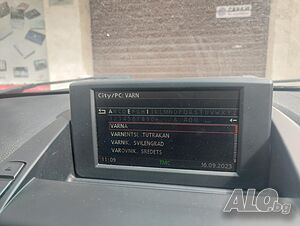 City/PC: VARN
VARNA
VARNENTSI, TUTRAKAN
VARNIK, SVILENGRAD
VAROVNIK, SREDETS
11:09
TMC
16.09.2023
ALO.bg